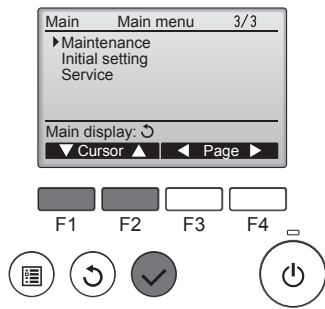 Main Main menu 3/3
Maintenance
Initial setting
Service
Main display:
Cursor Page
F1 F2 F3 F4